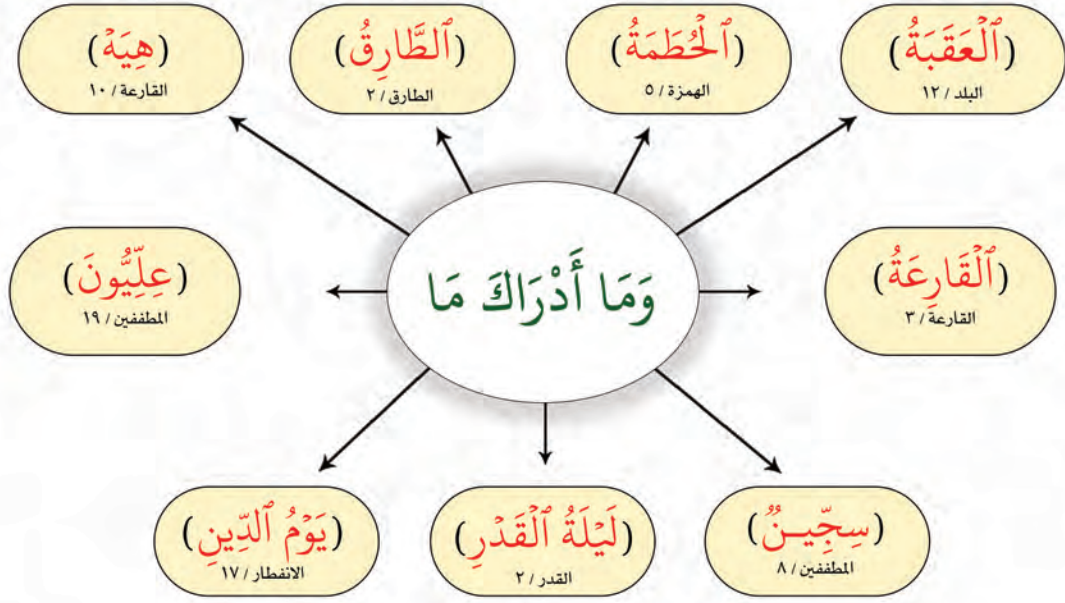 (ٱلْعَقَبَةُ)
البلد / ١٢
(ٱلْحُطَمَةُ)
الهمزة / ٥
(ٱلطَّارِقُ)
الطارق / ٢
(هِيَهْ)
القارعة / ١٠
(ٱلْقَارِعَةُ)
القارعة / ٣
وَمَا أَدْرَاكَ مَا
(عِلِّيُّونَ)
المطففين / ١٩
(سِجِّينٌ)
المطففين / ٨
(لَيْلَةُ ٱلْقَدْرِ)
القدر / ٢
(يَوْمُ ٱلدِّينِ)
الانفطار / ١٧